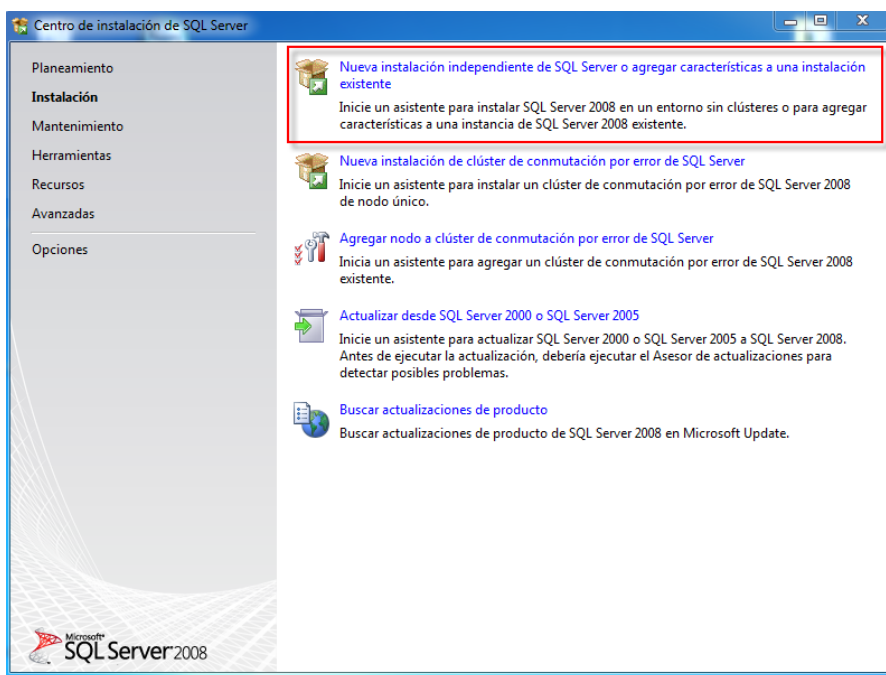 Centro de instalación de SQL Server
Planeamiento
Instalación
Mantenimiento
Herramientas
Recursos
Avanzadas
Opciones
Nueva instalación independiente de SQL Server o agregar características a una instalación
existente
Inicie un asistente para instalar SQL Server 2008 en un entorno sin clústeres o para agregar
características a una instancia de SQL Server 2008 existente.
Nueva instalación de clúster de conmutación por error de SQL Server
Inicie un asistente para instalar un clúster de conmutación por error de SQL Server 2008
de nodo único.
Agregar nodo a clúster de conmutación por error de SQL Server
Inicia un asistente para agregar un clúster de conmutación por error de SQL Server 2008
existente.
Actualizar desde SQL Server 2000 o SQL Server 2005
Inicie un asistente para actualizar SQL Server 2000 o SQL Server 2005 a SQL Server 2008.
Antes de ejecutar la actualización, debería ejecutar el Asesor de actualizaciones para
detectar posibles problemas.
Buscar actualizaciones de producto
Buscar actualizaciones de producto de SQL Server 2008 en Microsoft Update.
Microsoft
SQL Server 2008